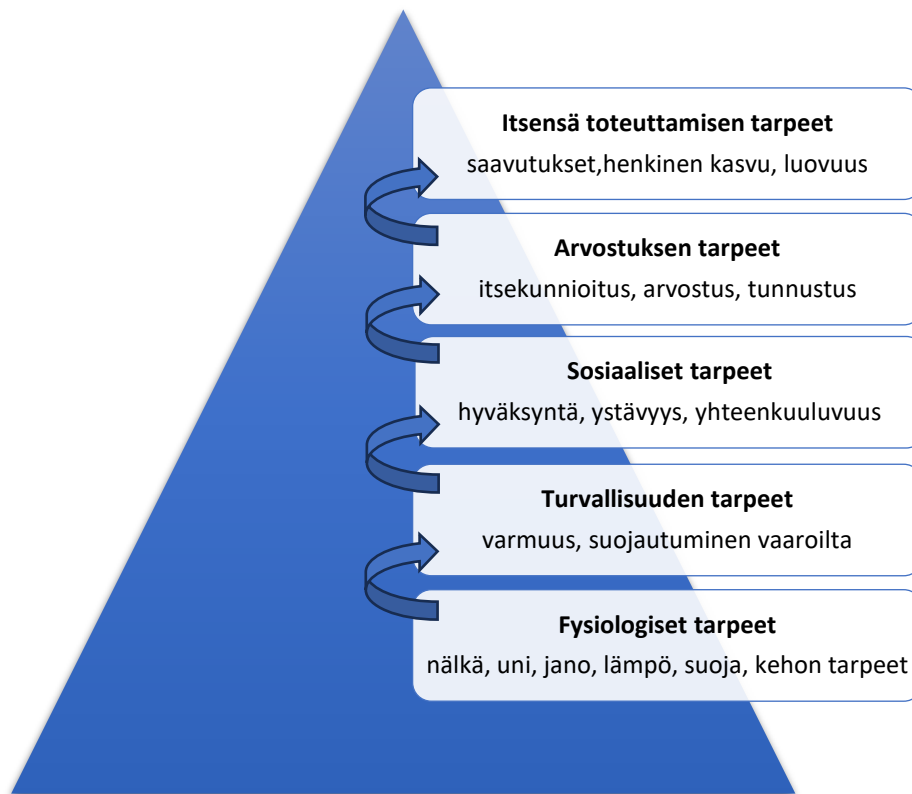 Itsensä toteuttamisen tarpeet
saavutukset,henkinen kasvu, luovuus
Arvostuksen tarpeet
itsekunnioitus, arvostus, tunnustus
Sosiaaliset tarpeet
hyväksyntä, ystävyys, yhteenkuuluvuus
Turvallisuuden tarpeet
varmuus, suojautuminen vaaroilta
Fysiologiset tarpeet
nälkä, uni, jano, lämpö, suoja, kehon tarpeet